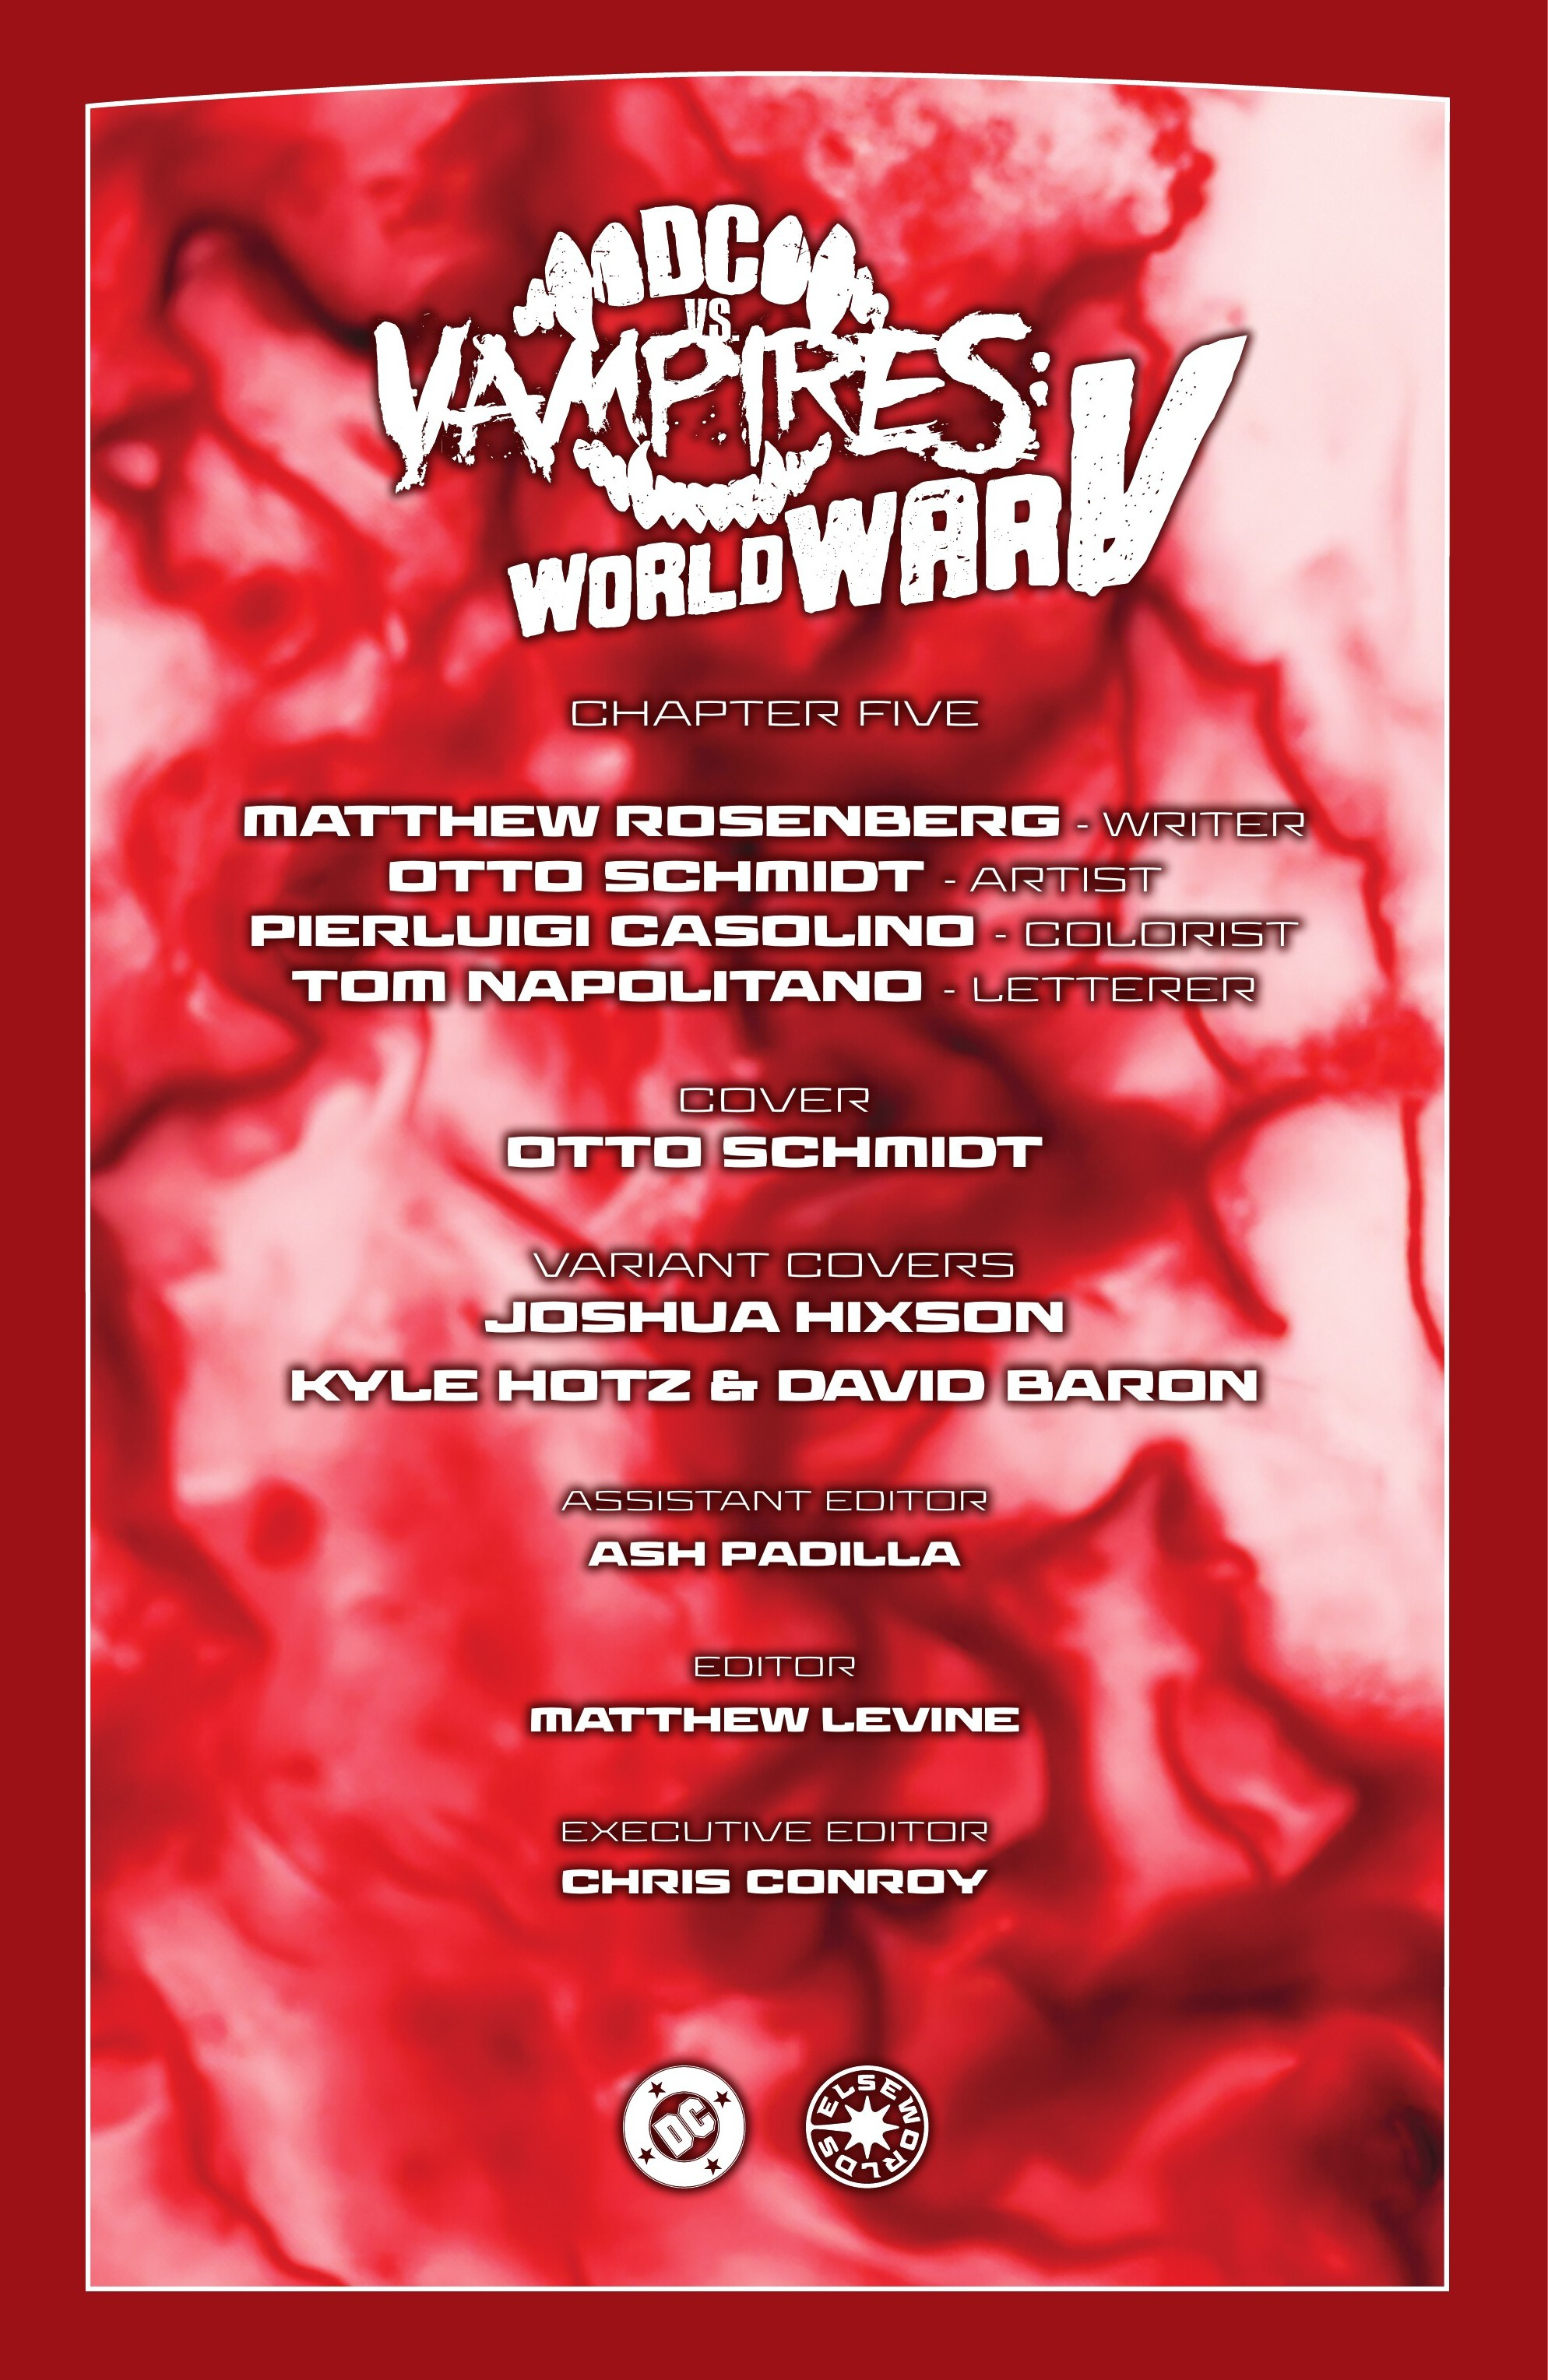 DC
VS.
VAMPIRES:
WORLD WAR V
CHAPTER FIVE
MATTHEW ROSENBERG - WRITER
OTTO SCHMIDT - ARTIST
PIERLUIGI CASOLINO - COLORIST
TOM NAPOLITANO - LETTERER
COVER
OTTO SCHMIDT
VARIANT COVERS
JOSHUA HIXSON
KYLE HOTZ & DAVID BARON
ASSISTANT EDITOR
ASH PADILLA
EDITOR
MATTHEW LEVINE
EXECUTIVE EDITOR
CHRIS CONROY
DC
ELSEWORLDS